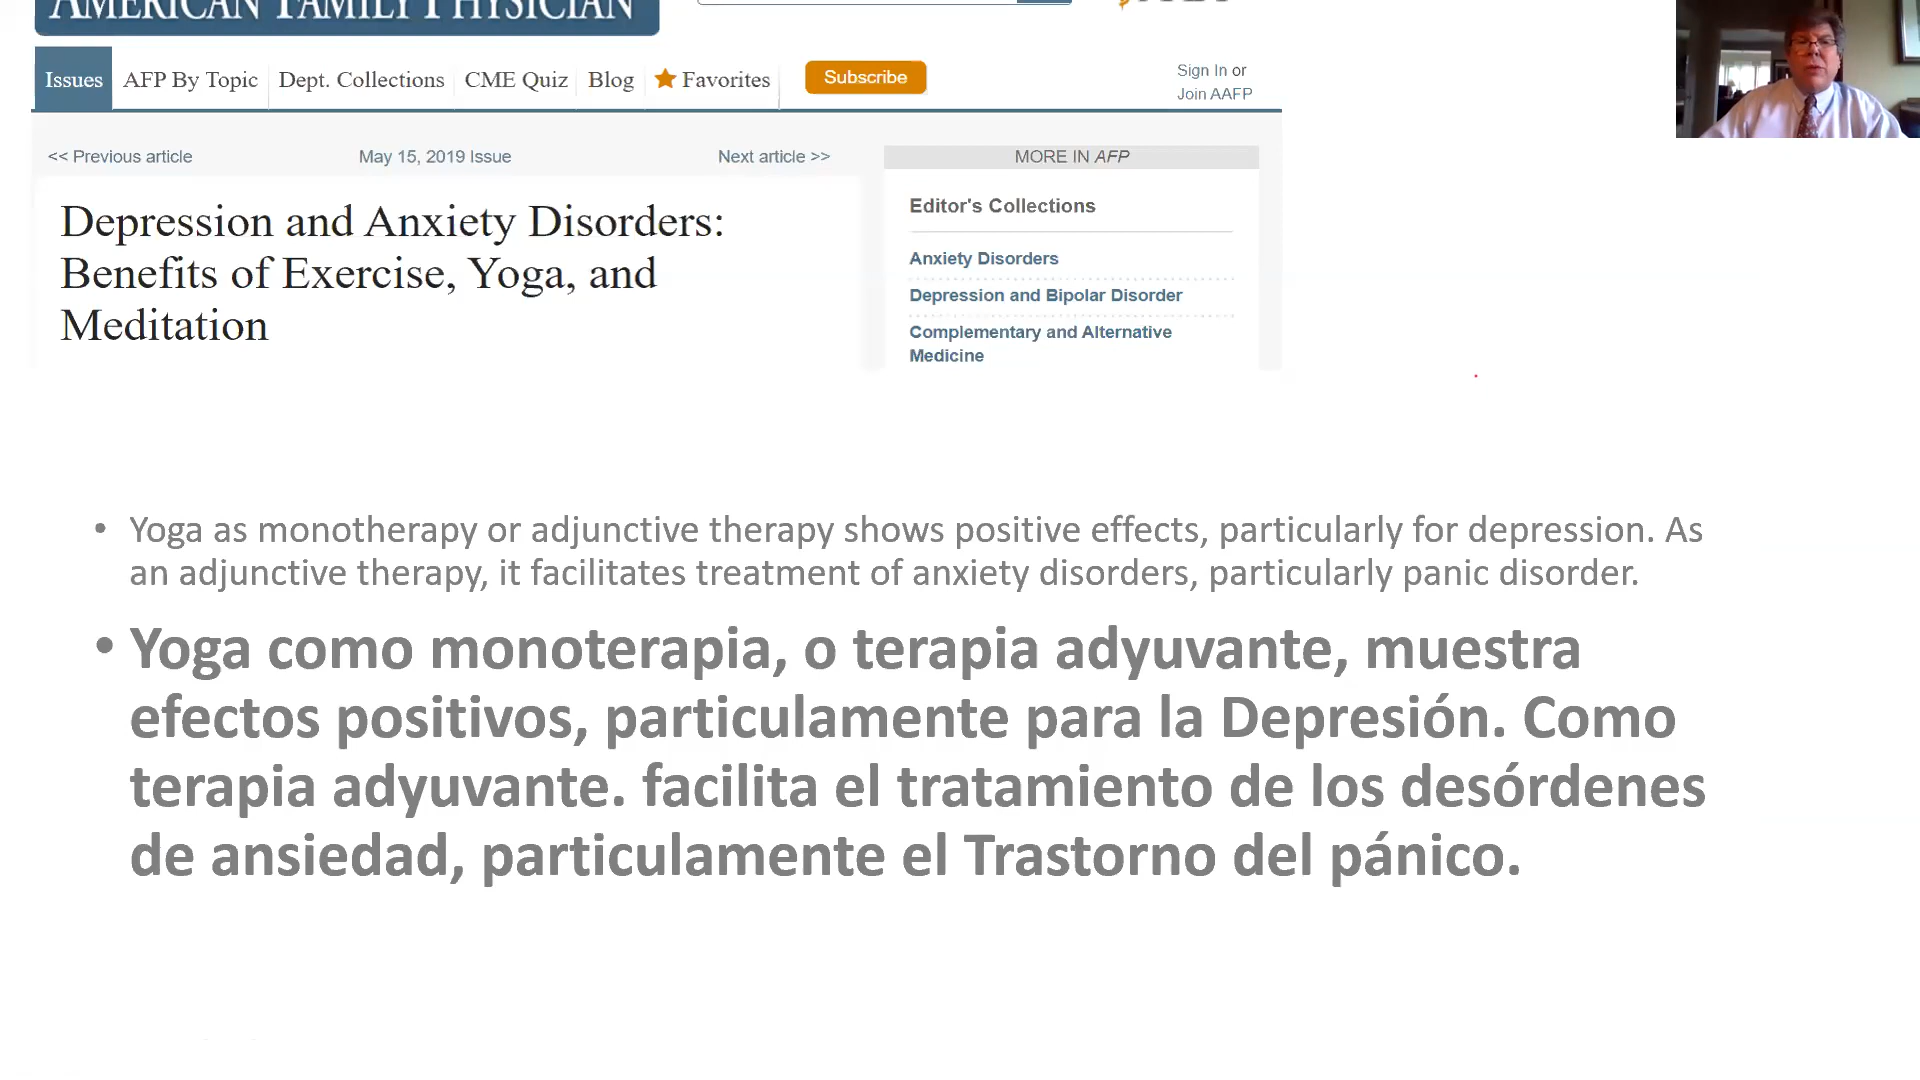 AMERICAN FAMILY PHYSICIAN
Issues AFP By Topic Dept. Collections CME Quiz Blog Favorites Subscribe
Sign In or
Join AAFP
<< Previous article May 15, 2019 Issue Next article >>
Depression and Anxiety Disorders:
Benefits of Exercise, Yoga, and
Meditation
MORE IN AFP
Editor's Collections
Anxiety Disorders
Depression and Bipolar Disorder
Complementary and Alternative
Medicine
• Yoga as monotherapy or adjunctive therapy shows positive effects, particularly for depression. As
an adjunctive therapy, it facilitates treatment of anxiety disorders, particularly panic disorder.
• Yoga como monoterapia, o terapia adyuvante, muestra
efectos positivos, particulamente para la Depresión. Como
terapia adyuvante. facilita el tratamiento de los desórdenes
de ansiedad, particulamente el Trastorno del pánico.